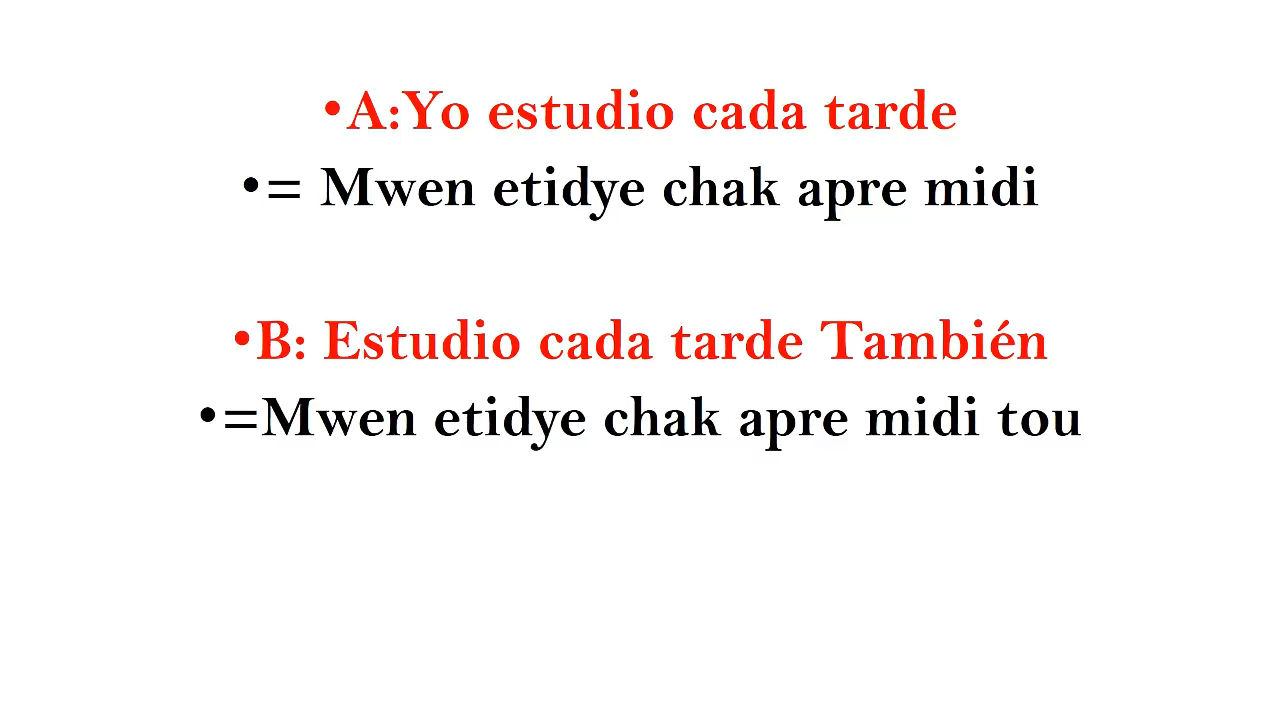 •A:Yo estudio cada tarde
•= Mwen etidye chak apre midi
•B: Estudio cada tarde También
•=Mwen etidye chak apre midi tou